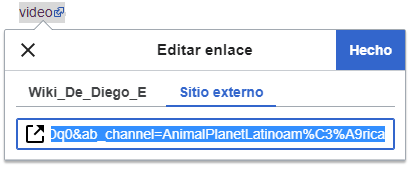 video
Editar enlace
Hecho
Wiki_De_Diego_E
Sitio externo
Dq0&ab_channel=AnimalPlanetLatinoam%C3%A9rica